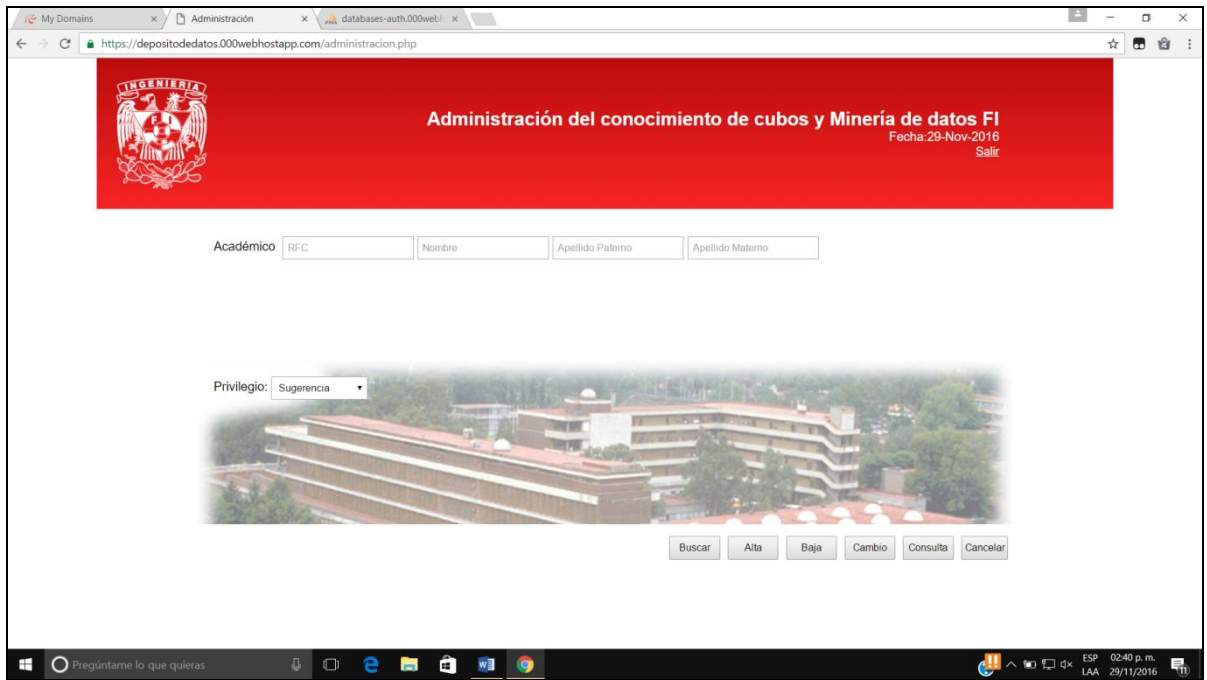 My Domains
Administración
databases-auth.000webh
https://depositodedatos.000webhostapp.com/administracion.php
INGENIERIA
F I
Administración del conocimiento de cubos y Minería de datos FI
Fecha:29-Nov-2016
Salir
Académico RFC Nombre Apellido Paterno Apellido Materno
Privilegio: Sugerencia
Buscar Alta Baja Cambio Consulta Cancelar
Pregúntame lo que quieras
ESP 02:40 p. m.
LAA 29/11/2016